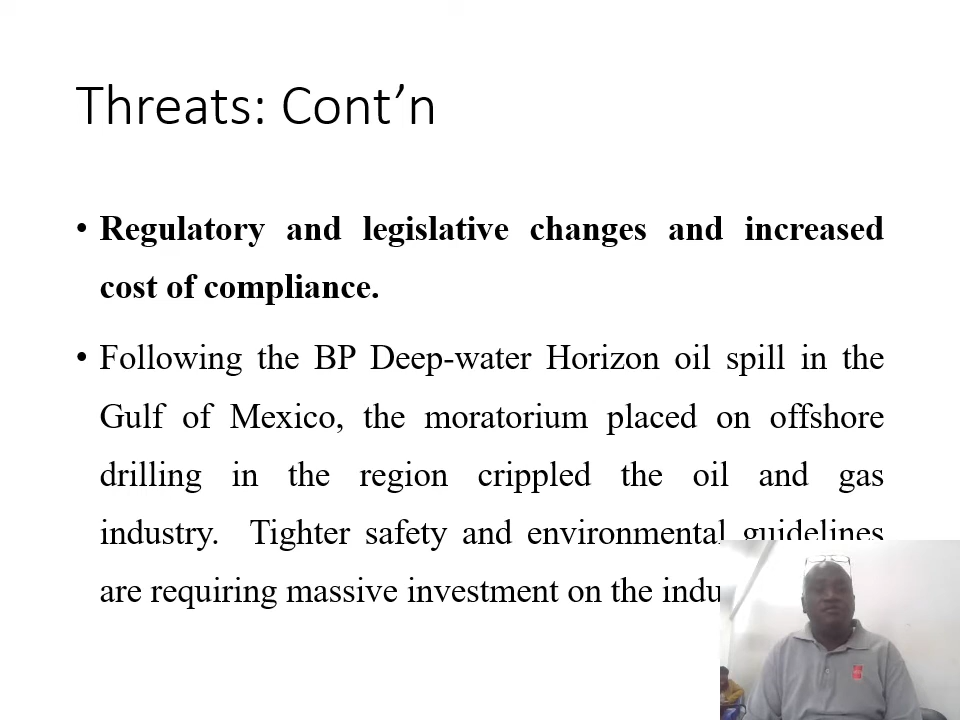 Threats: Cont’n
• Regulatory and legislative changes and increased
cost of compliance.
• Following the BP Deep-water Horizon oil spill in the
Gulf of Mexico, the moratorium placed on offshore
drilling in the region crippled the oil and gas
industry. Tighter safety and environmental guidelines
are requiring massive investment on the